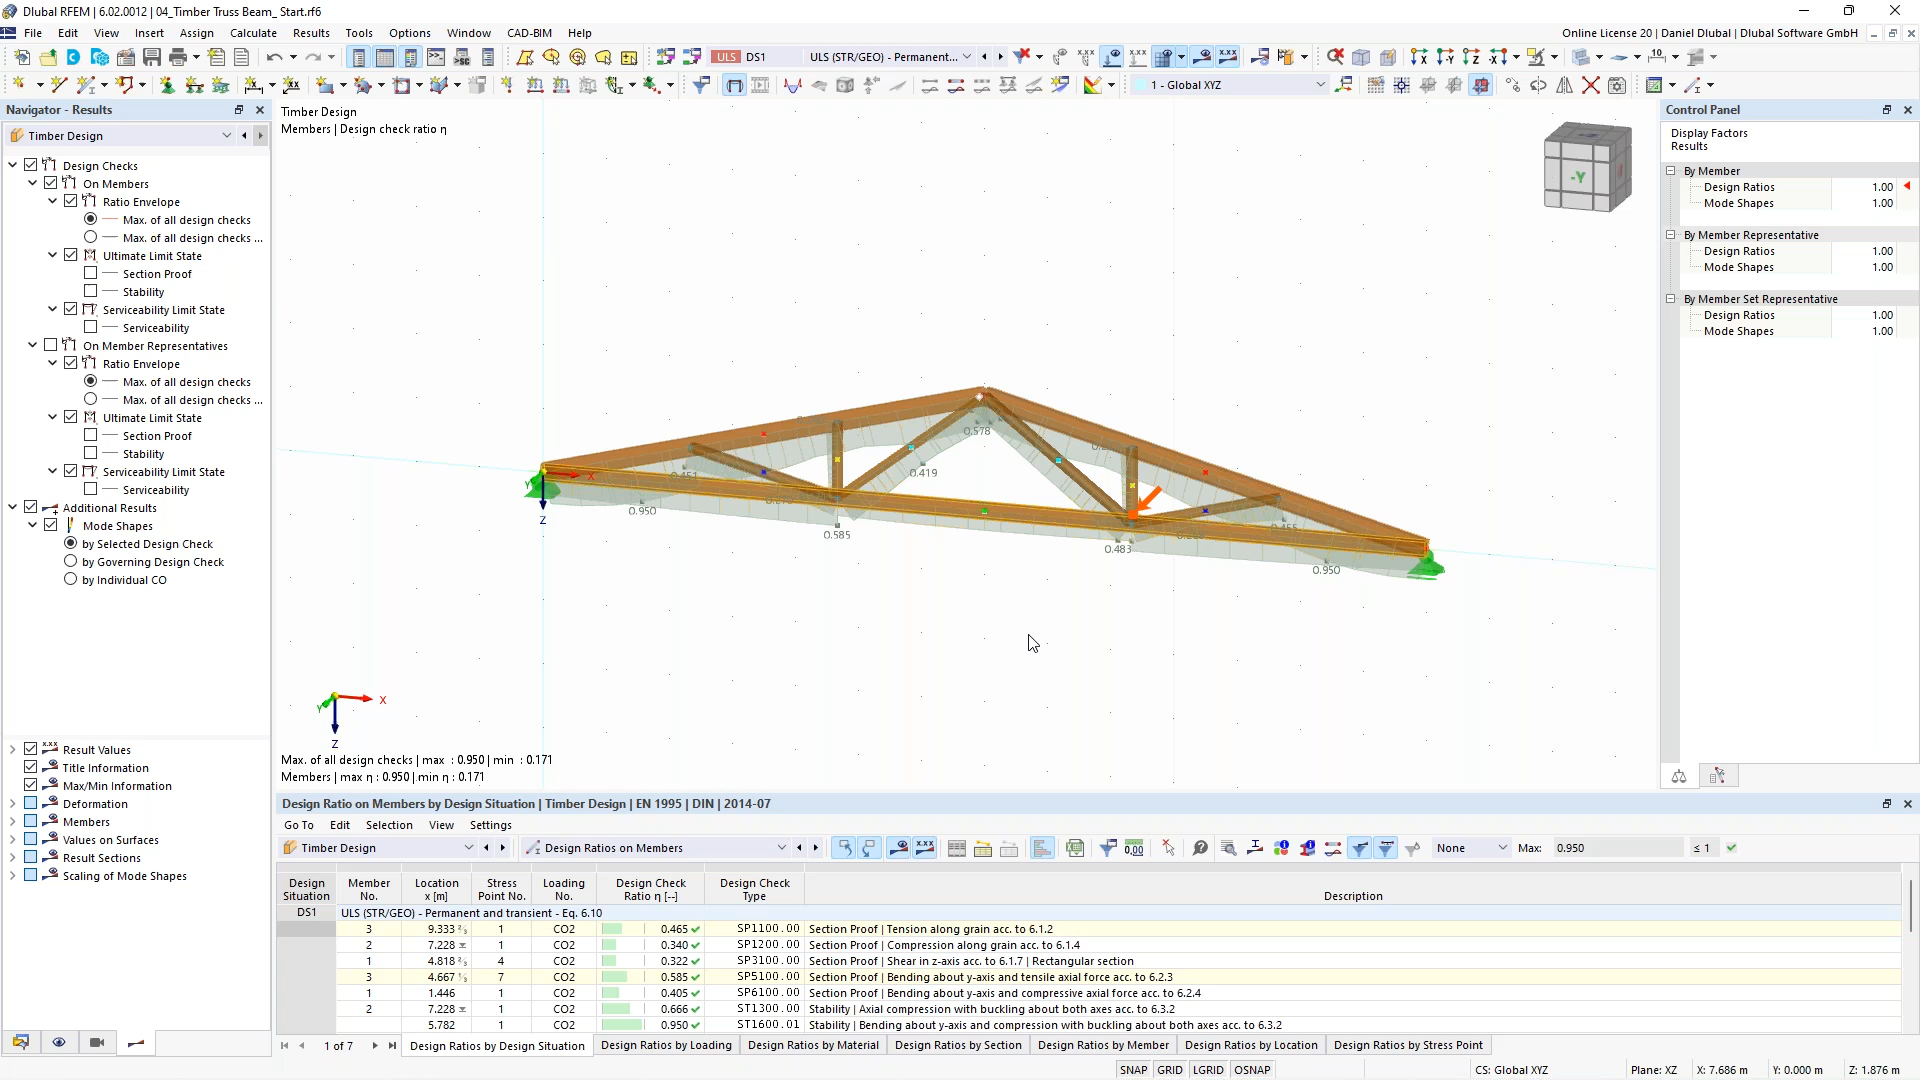 Dlubal RFEM | 6.02.0012 | 04_Timber Truss Beam_ Start.rf6
File Edit View Insert Assign Calculate Results Tools Options Window CAD-BIM Help
Online License 20 | Daniel Dlubal | Dlubal Software GmbH
ULS DS1 ULS (STR/GEO) - Permanent...
1 - Global XYZ
Navigator - Results
Timber Design
Design Checks
On Members
Ratio Envelope
Max. of all design checks
Max. of all design checks ...
Ultimate Limit State
Section Proof
Stability
Serviceability Limit State
Serviceability
On Member Representatives
Ratio Envelope
Max. of all design checks
Max. of all design checks ...
Ultimate Limit State
Section Proof
Stability
Serviceability Limit State
Serviceability
Additional Results
Mode Shapes
by Selected Design Check
by Governing Design Check
by Individual CO
Result Values
Title Information
Max/Min Information
Deformation
Members
Values on Surfaces
Result Sections
Scaling of Mode Shapes
Timber Design
Members | Design check ratio η
-Y
0.578
0.419
0.451
0.950
0.585
0.483
0.455
0.950
X
Y
Z
X
Y
Z
Max. of all design checks | max : 0.950 | min : 0.171
Members | max η : 0.950 | min η : 0.171
Control Panel
Display Factors
Results
By Member
Design Ratios 1.00
Mode Shapes 1.00
By Member Representative
Design Ratios 1.00
Mode Shapes 1.00
By Member Set Representative
Design Ratios 1.00
Mode Shapes 1.00
Design Ratio on Members by Design Situation | Timber Design | EN 1995 | DIN | 2014-07
Go To Edit Selection View Settings
Timber Design Design Ratios on Members None Max: 0.950 ≤ 1
Design Situation Member No. Location x [m] Stress Point No. Loading No. Design Check Ratio η [--] Design Check Type Description
DS1 ULS (STR/GEO) - Permanent and transient - Eq. 6.10
3 9.333 1 CO2 0.465 SP1100.00 Section Proof | Tension along grain acc. to 6.1.2
2 7.228 1 CO2 0.340 SP1200.00 Section Proof | Compression along grain acc. to 6.1.4
1 4.818 4 CO2 0.322 SP3100.00 Section Proof | Shear in z-axis acc. to 6.1.7 | Rectangular section
3 4.667 7 CO2 0.585 SP5100.00 Section Proof | Bending about y-axis and tensile axial force acc. to 6.2.3
1 1.446 1 CO2 0.405 SP6100.00 Section Proof | Bending about y-axis and compressive axial force acc. to 6.2.4
2 7.228 1 CO2 0.666 ST1300.00 Stability | Axial compression with buckling about both axes acc. to 6.3.2
5.782 1 CO2 0.950 ST1600.01 Stability | Bending about y-axis and compression with buckling about both axes acc. to 6.3.2
1 of 7 Design Ratios by Design Situation Design Ratios by Loading Design Ratios by Material Design Ratios by Section Design Ratios by Member Design Ratios by Location Design Ratios by Stress Point
SNAP GRID LGRID OSNAP CS: Global XYZ Plane: XZ X: 7.686 m Y: 0.000 m Z: 1.876 m